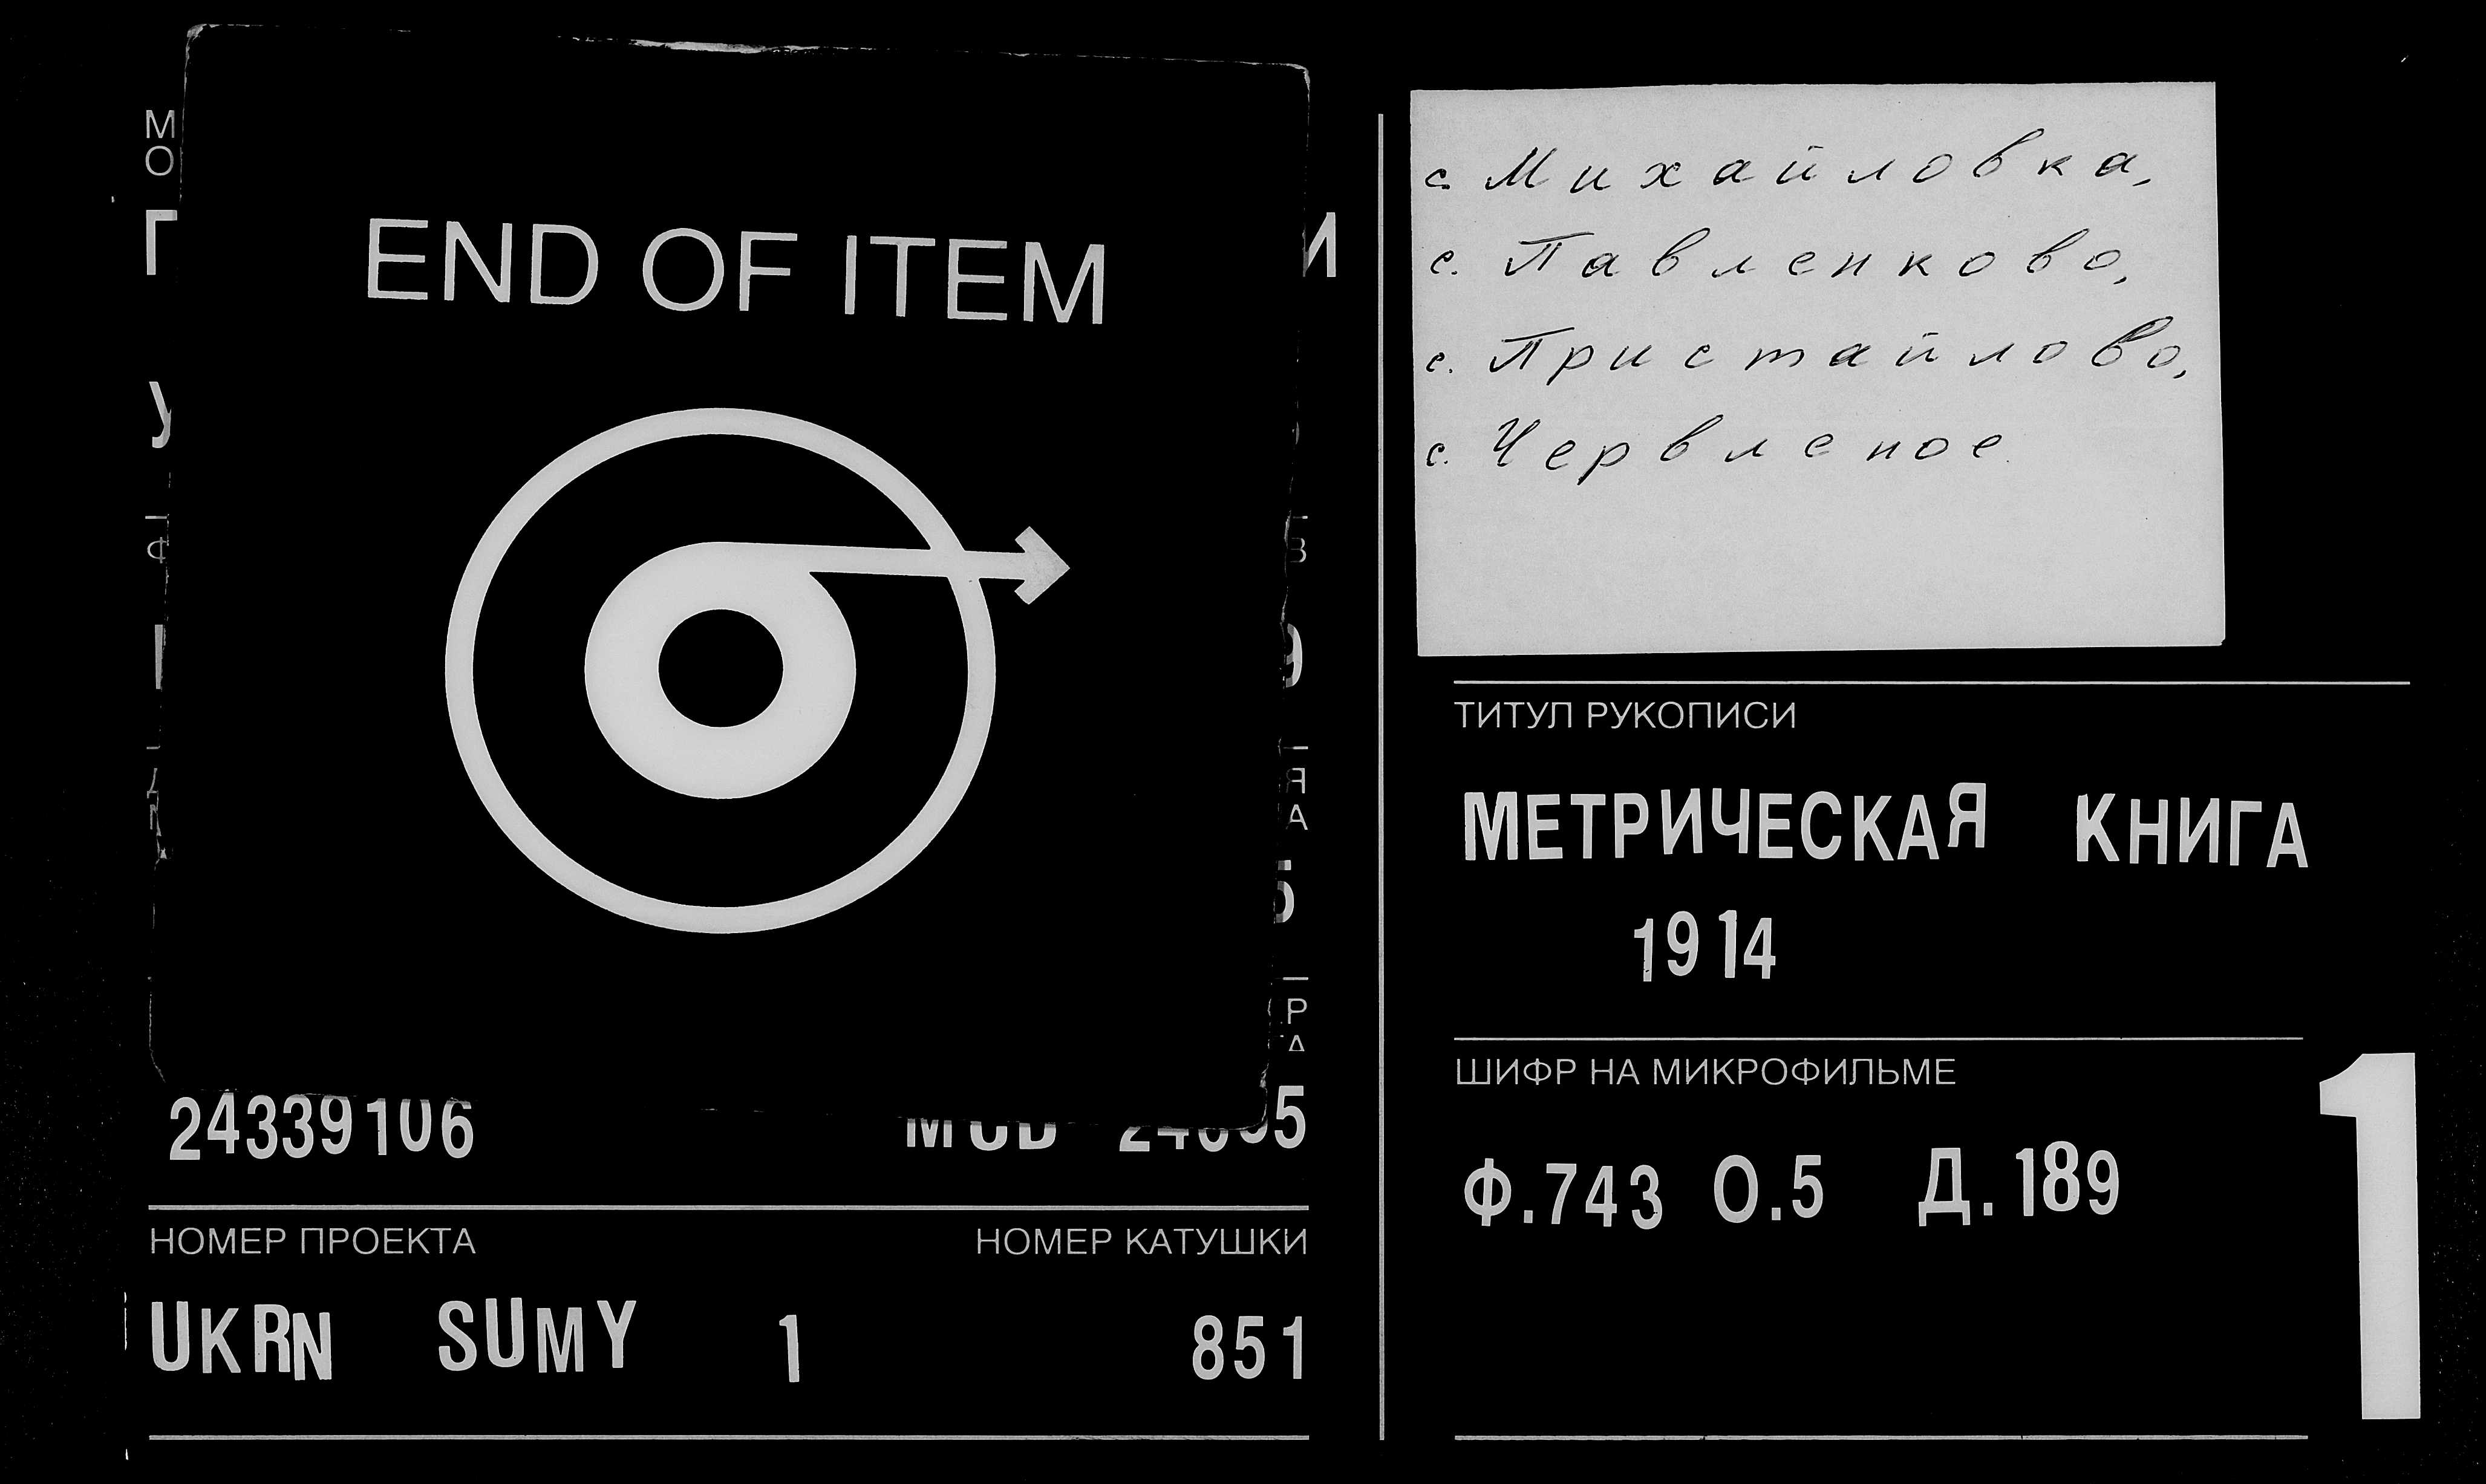 END OF ITEM
24339106
НОМЕР ПРОЕКТА
НОМЕР КАТУШКИ
UKRN SUMY 1
851
с. Михайловка,
с. Павленково,
с. Пристайлово,
с. Червленое
ТИТУЛ РУКОПИСИ
МЕТРИЧЕСКАЯ КНИГА
1914
ШИФР НА МИКРОФИЛЬМЕ
Ф.743 О.5 Д.189
1